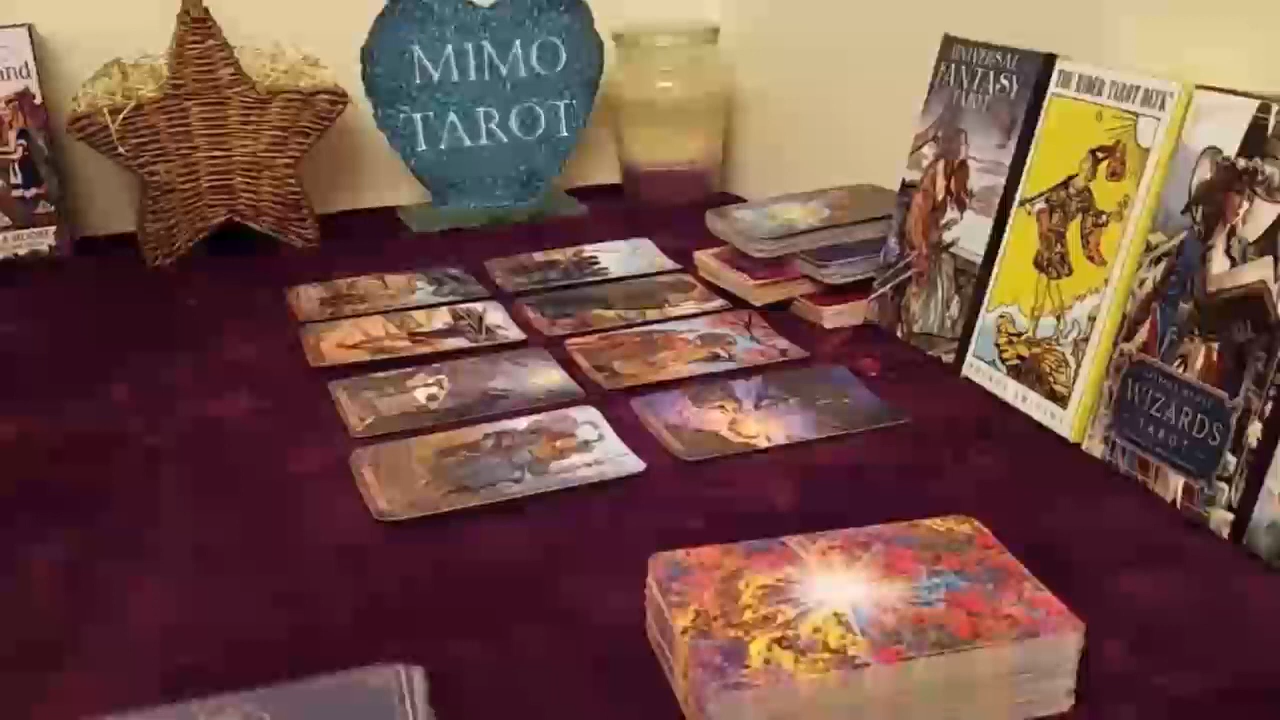 MIMO
TAROT
UNIVERSAL
FANTASY
TAROT
THE RIDER TAROT DECK
WIZARDS
TAROT